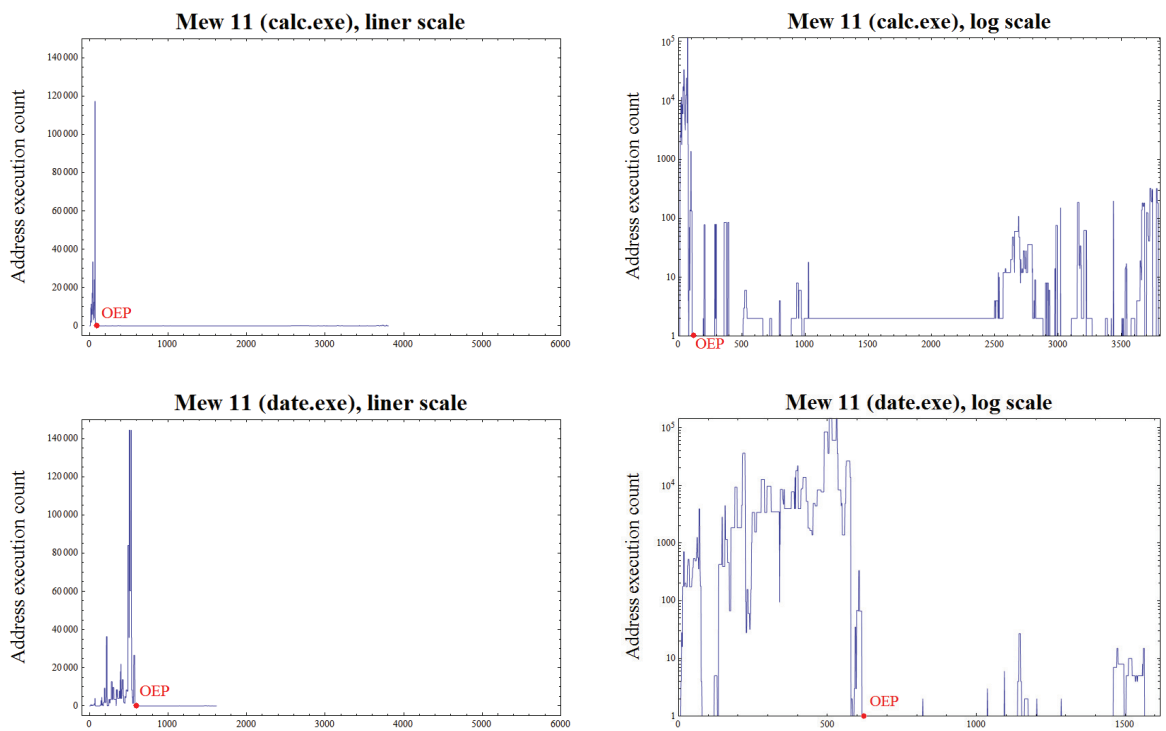 Mew 11 (calc.exe), liner scale
Address execution count
140 000
120 000
100 000
80 000
60 000
40 000
20 000
0
OEP
0 1000 2000 3000 4000 5000 6000
Mew 11 (calc.exe), log scale
Address execution count
10^5
10^4
1000
100
10
1
OEP
0 500 1000 1500 2000 2500 3000 3500
Mew 11 (date.exe), liner scale
Address execution count
140 000
120 000
100 000
80 000
60 000
40 000
20 000
0
OEP
0 1000 2000 3000 4000 5000 6000
Mew 11 (date.exe), log scale
Address execution count
10^5
10^4
1000
100
10
1
OEP
0 500 1000 1500